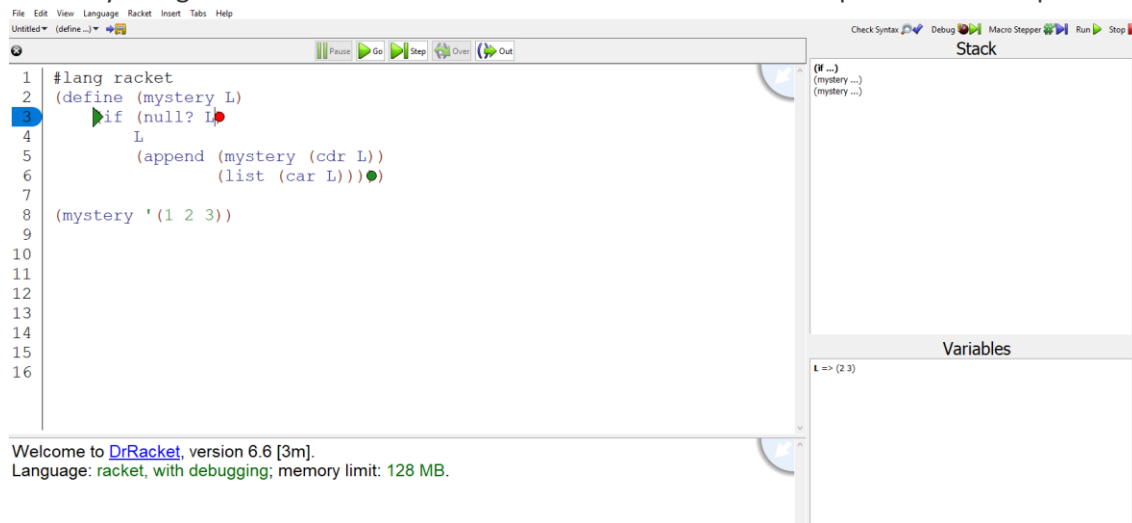 File Edit View Language Racket Insert Tabs Help
Untitled (define ...)
Check Syntax Debug Macro Stepper Run Stop
Pause Go Step Over Out
Stack
1 #lang racket
2 (define (mystery L)
3 if (null? L
4 L
5 (append (mystery (cdr L))
6 (list (car L))))
7
8 (mystery '(1 2 3))
9
10
11
12
13
14
15
16
(if ...)
(mystery ...)
(mystery ...)
Variables
L => (2 3)
Welcome to DrRacket, version 6.6 [3m].
Language: racket, with debugging; memory limit: 128 MB.